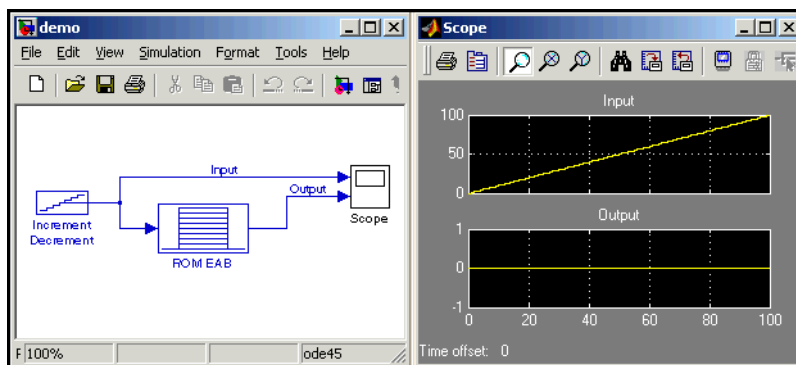 demo
File Edit View Simulation Format Tools Help
Input
Output
Increment
Decrement
ROM EAB
Scope
F 100%
ode45
Scope
Input
100
50
0
Output
1
0
-1
0 20 40 60 80 100
Time offset: 0